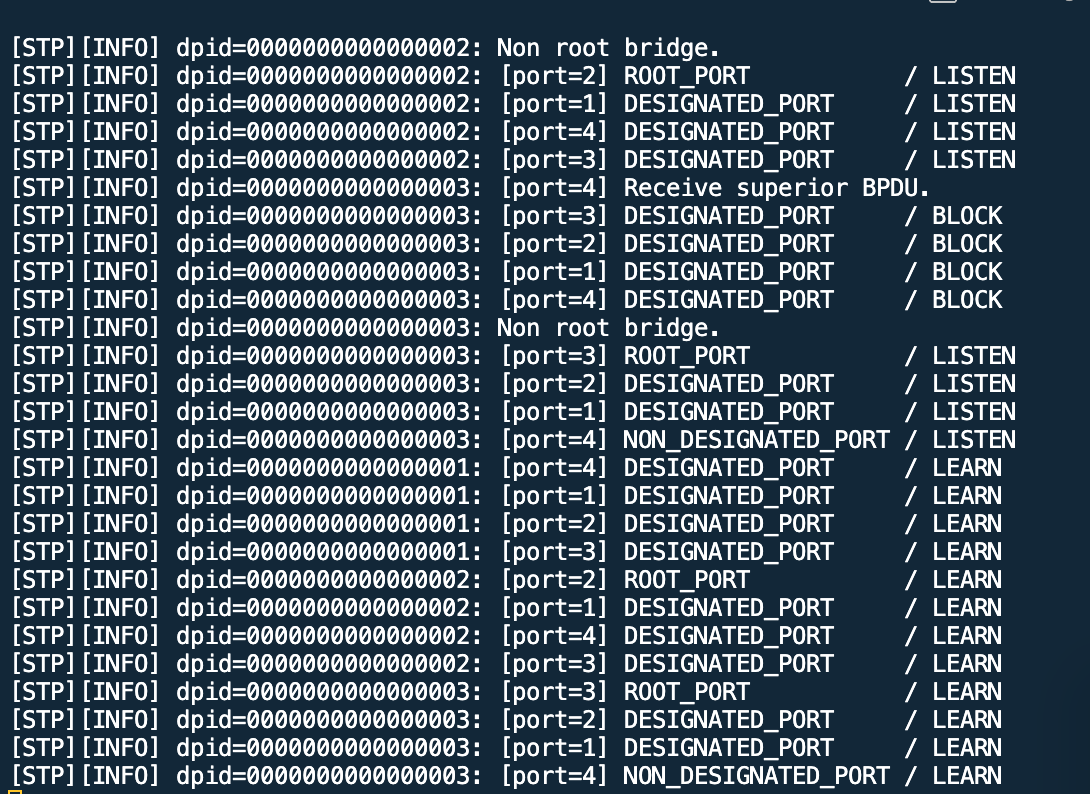 [STP][INFO] dpid=0000000000000002: Non root bridge.
[STP][INFO] dpid=0000000000000002: [port=2] ROOT_PORT           / LISTEN
[STP][INFO] dpid=0000000000000002: [port=1] DESIGNATED_PORT     / LISTEN
[STP][INFO] dpid=0000000000000002: [port=4] DESIGNATED_PORT     / LISTEN
[STP][INFO] dpid=0000000000000002: [port=3] DESIGNATED_PORT     / LISTEN
[STP][INFO] dpid=0000000000000003: [port=4] Receive superior BPDU.
[STP][INFO] dpid=0000000000000003: [port=3] DESIGNATED_PORT     / BLOCK
[STP][INFO] dpid=0000000000000003: [port=2] DESIGNATED_PORT     / BLOCK
[STP][INFO] dpid=0000000000000003: [port=1] DESIGNATED_PORT     / BLOCK
[STP][INFO] dpid=0000000000000003: [port=4] DESIGNATED_PORT     / BLOCK
[STP][INFO] dpid=0000000000000003: Non root bridge.
[STP][INFO] dpid=0000000000000003: [port=3] ROOT_PORT           / LISTEN
[STP][INFO] dpid=0000000000000003: [port=2] DESIGNATED_PORT     / LISTEN
[STP][INFO] dpid=0000000000000003: [port=1] DESIGNATED_PORT     / LISTEN
[STP][INFO] dpid=0000000000000003: [port=4] NON_DESIGNATED_PORT / LISTEN
[STP][INFO] dpid=0000000000000001: [port=4] DESIGNATED_PORT     / LEARN
[STP][INFO] dpid=0000000000000001: [port=1] DESIGNATED_PORT     / LEARN
[STP][INFO] dpid=0000000000000001: [port=2] DESIGNATED_PORT     / LEARN
[STP][INFO] dpid=0000000000000001: [port=3] DESIGNATED_PORT     / LEARN
[STP][INFO] dpid=0000000000000002: [port=2] ROOT_PORT           / LEARN
[STP][INFO] dpid=0000000000000002: [port=1] DESIGNATED_PORT     / LEARN
[STP][INFO] dpid=0000000000000002: [port=4] DESIGNATED_PORT     / LEARN
[STP][INFO] dpid=0000000000000002: [port=3] DESIGNATED_PORT     / LEARN
[STP][INFO] dpid=0000000000000003: [port=3] ROOT_PORT           / LEARN
[STP][INFO] dpid=0000000000000003: [port=2] DESIGNATED_PORT     / LEARN
[STP][INFO] dpid=0000000000000003: [port=1] DESIGNATED_PORT     / LEARN
[STP][INFO] dpid=0000000000000003: [port=4] NON_DESIGNATED_PORT / LEARN